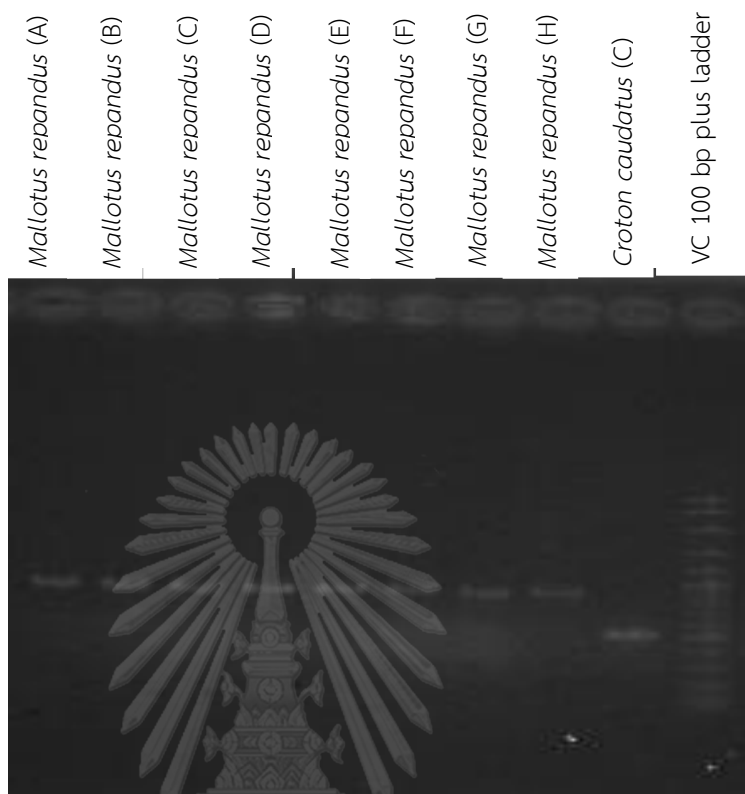 Mallotus repandus (A)
Mallotus repandus (B)
Mallotus repandus (C)
Mallotus repandus (D)
Mallotus repandus (E)
Mallotus repandus (F)
Mallotus repandus (G)
Mallotus repandus (H)
Croton caudatus (C)
VC 100 bp plus ladder